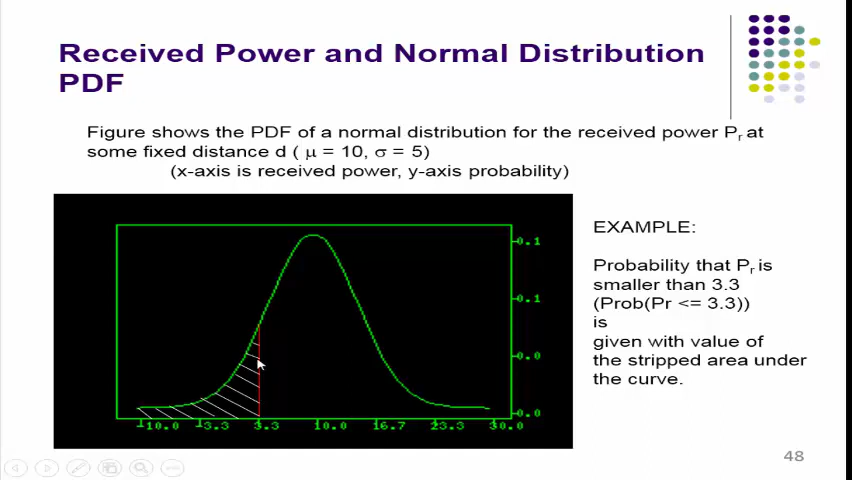 Received Power and Normal Distribution
PDF
Figure shows the PDF of a normal distribution for the received power Pr at
some fixed distance d ( μ = 10, σ = 5)
(x-axis is received power, y-axis probability)
EXAMPLE:
Probability that Pr is
smaller than 3.3
(Prob(Pr <= 3.3))
is
given with value of
the stripped area under
the curve.
0.1
0.1
0.0
0.0
-10.0 -3.3 3.3 10.0 16.7 23.3 30.0
48